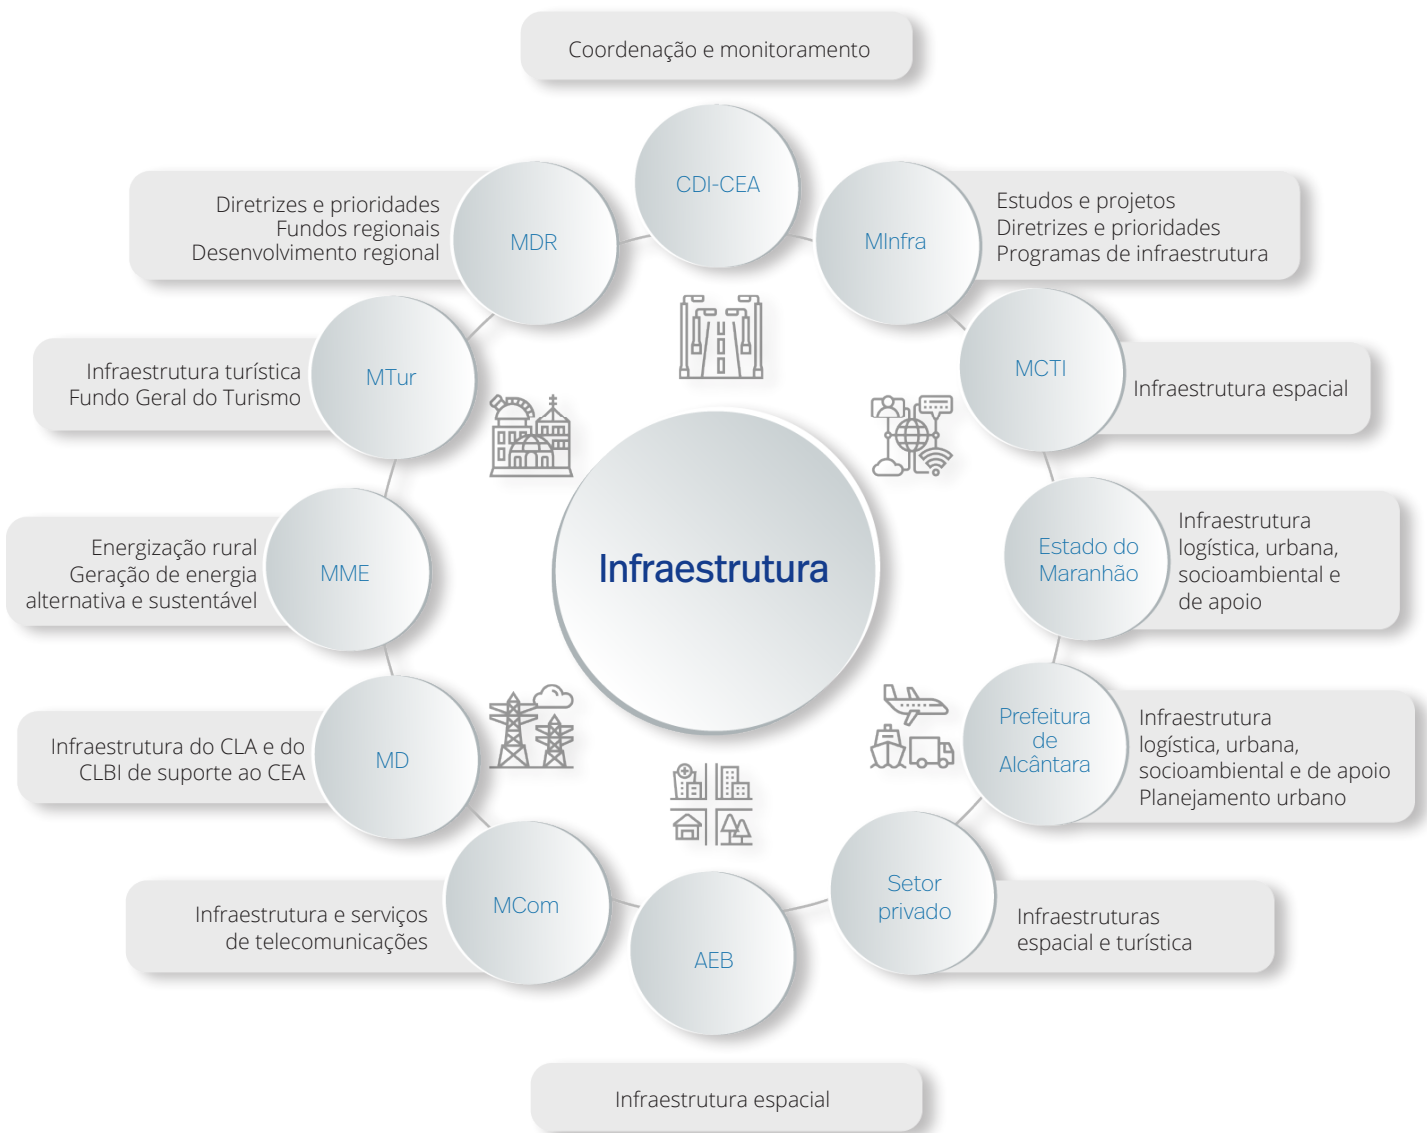 Coordenação e monitoramento
CDI-CEA
MInfra
Estudos e projetos
Diretrizes e prioridades
Programas de infraestrutura
MCTI
Infraestrutura espacial
Estado do
Maranhão
Infraestrutura
logística, urbana,
socioambiental e
de apoio
Prefeitura
de
Alcântara
Infraestrutura
logística, urbana,
socioambiental e de apoio
Planejamento urbano
Setor
privado
Infraestruturas
espacial e turística
AEB
Infraestrutura espacial
MCom
Infraestrutura e serviços
de telecomunicações
MD
Infraestrutura do CLA e do
CLBI de suporte ao CEA
MME
Energização rural
Geração de energia
alternativa e sustentável
MTur
Infraestrutura turística
Fundo Geral do Turismo
MDR
Diretrizes e prioridades
Fundos regionais
Desenvolvimento regional
Infraestrutura